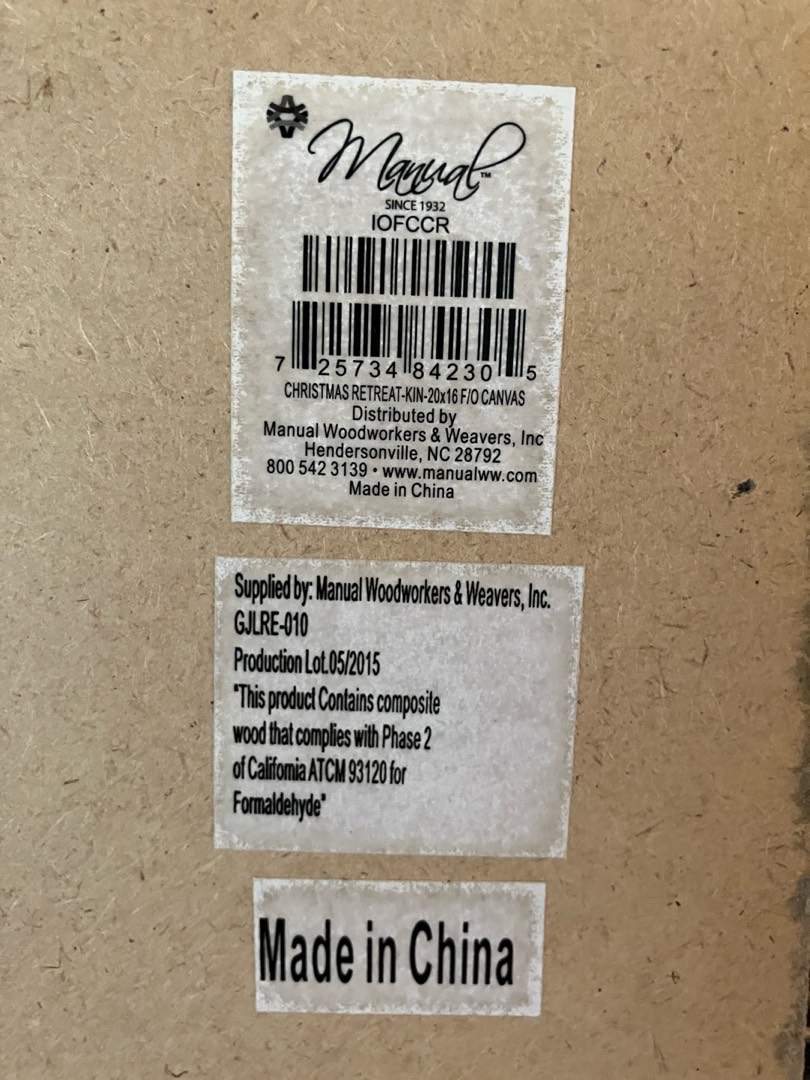 Manual™
SINCE 1932
IOFCCR
7 25734 84230 5
CHRISTMAS RETREAT-KIN-20x16 F/O CANVAS
Distributed by
Manual Woodworkers & Weavers, Inc
Hendersonville, NC 28792
800 542 3139 • www.manualww.com
Made in China
Supplied by: Manual Woodworkers & Weavers, Inc.
GJLRE-010
Production Lot.05/2015
"This product Contains composite
wood that complies with Phase 2
of California ATCM 93120 for
Formaldehyde"
Made in China